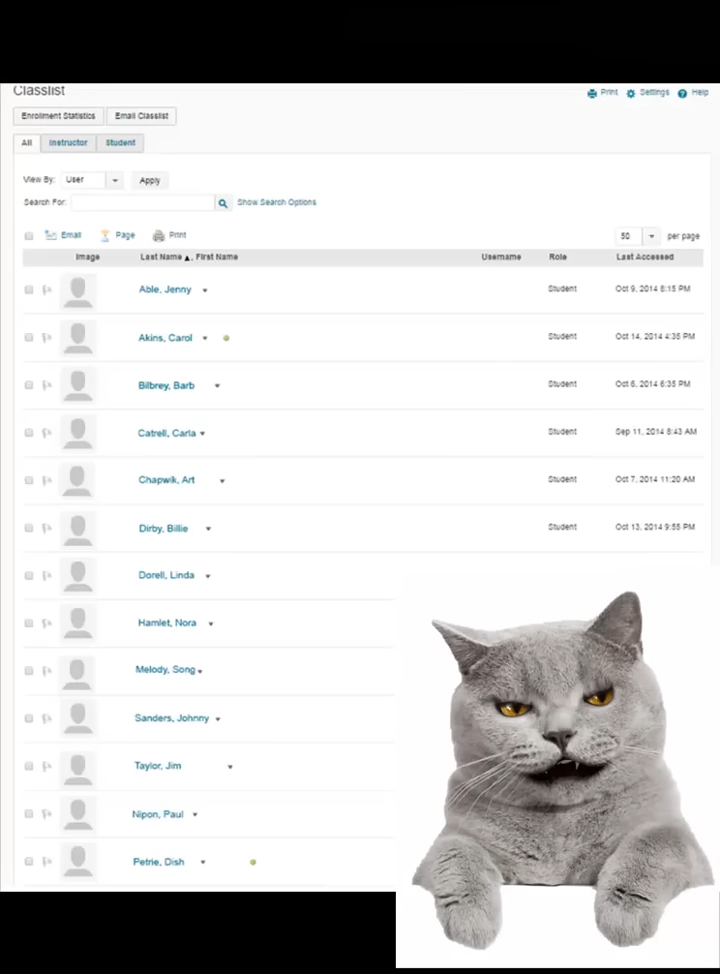 Classlist
Print Settings Help
Enrollment Statistics Email Classlist
All Instructor Student
View By: User Apply
Search For: Show Search Options
Email Page Print 50 per page
Image Last Name ▲, First Name Username Role Last Accessed
Able, Jenny Student Oct 9, 2014 8:15 PM
Akins, Carol Student Oct 14, 2014 4:35 PM
Bilbrey, Barb Student Oct 6, 2014 6:35 PM
Catrell, Carla Student Sep 11, 2014 8:43 AM
Chapwik, Art Student Oct 7, 2014 11:20 AM
Dirby, Billie Student Oct 13, 2014 9:55 PM
Dorell, Linda
Hamlet, Nora
Melody, Song
Sanders, Johnny
Taylor, Jim
Nipon, Paul
Petrie, Dish